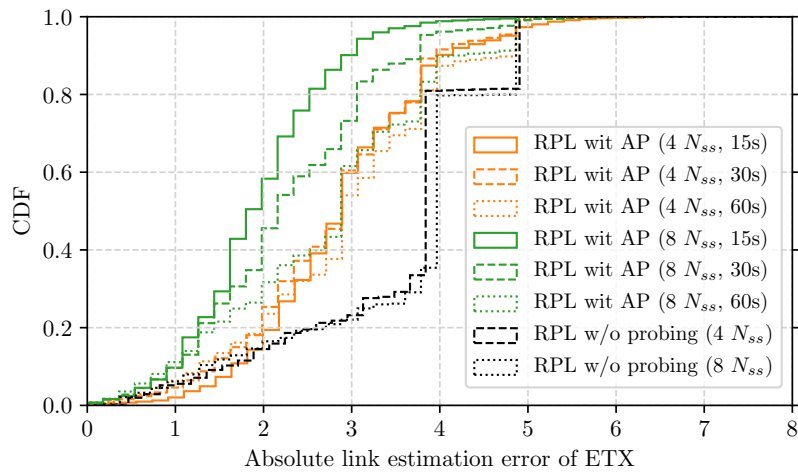 1.0
0.8
0.6
0.4
0.2
0.0
CDF
RPL wit AP (4 N_ss, 15s)
RPL wit AP (4 N_ss, 30s)
RPL wit AP (4 N_ss, 60s)
RPL wit AP (8 N_ss, 15s)
RPL wit AP (8 N_ss, 30s)
RPL wit AP (8 N_ss, 60s)
RPL w/o probing (4 N_ss)
RPL w/o probing (8 N_ss)
0 1 2 3 4 5 6 7 8
Absolute link estimation error of ETX